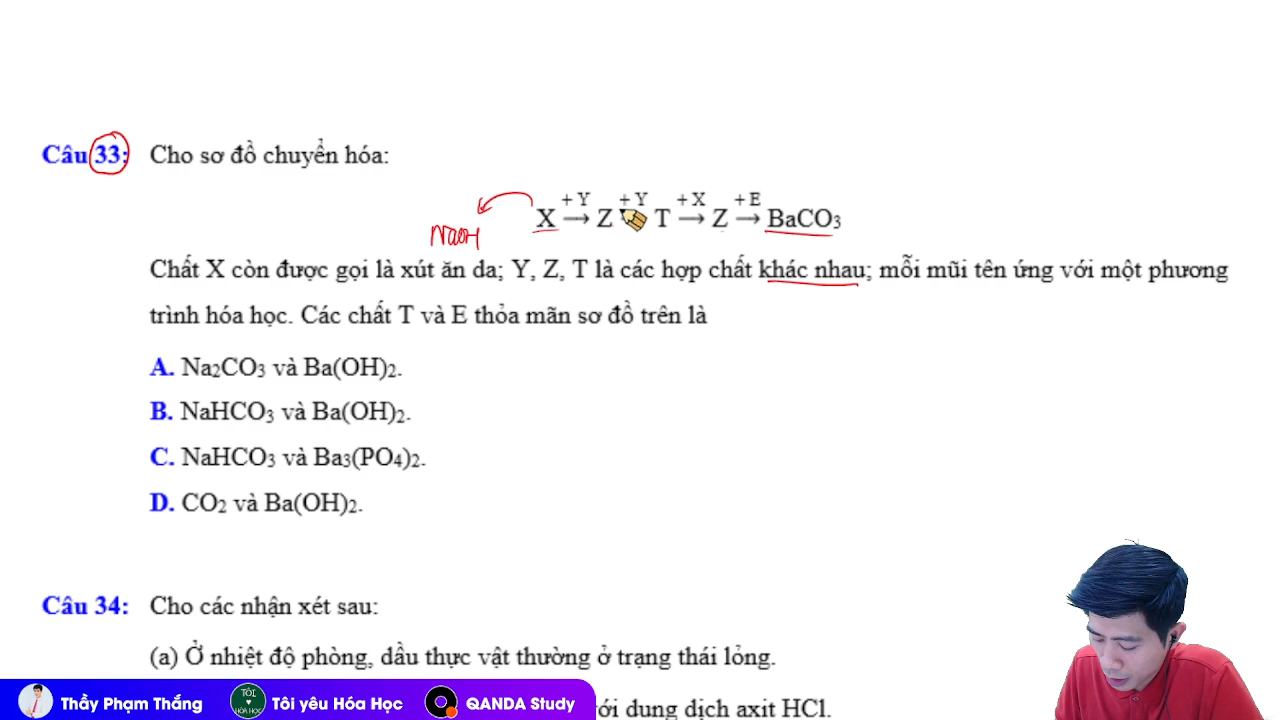 Câu 33: Cho sơ đồ chuyển hóa:
X +Y→ Z +Y→ T +X→ Z +E→ BaCO₃
NaOH
Chất X còn được gọi là xút ăn da; Y, Z, T là các hợp chất khác nhau; mỗi mũi tên ứng với một phương
trình hóa học. Các chất T và E thỏa mãn sơ đồ trên là
A. Na₂CO₃ và Ba(OH)₂.
B. NaHCO₃ và Ba(OH)₂.
C. NaHCO₃ và Ba₃(PO₄)₂.
D. CO₂ và Ba(OH)₂.
Câu 34: Cho các nhận xét sau:
(a) Ở nhiệt độ phòng, dầu thực vật thường ở trạng thái lỏng.
với dung dịch axit HCl.
Thầy Phạm Thắng
TÔI ♥ HÓA HỌC
Tôi yêu Hóa Học
QANDA Study